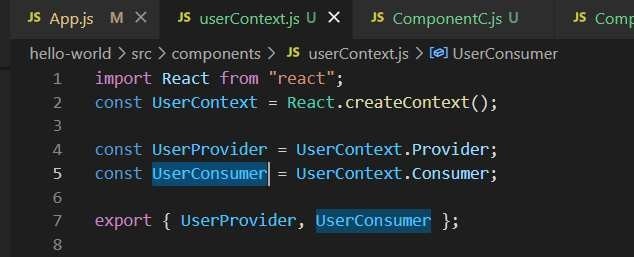 JS App.js M JS userContext.js U JS ComponentC.js U JS Comp
hello-world > src > components > JS userContext.js > UserConsumer
1 import React from "react";
2 const UserContext = React.createContext();
3
4 const UserProvider = UserContext.Provider;
5 const UserConsumer = UserContext.Consumer;
6
7 export { UserProvider, UserConsumer };
8